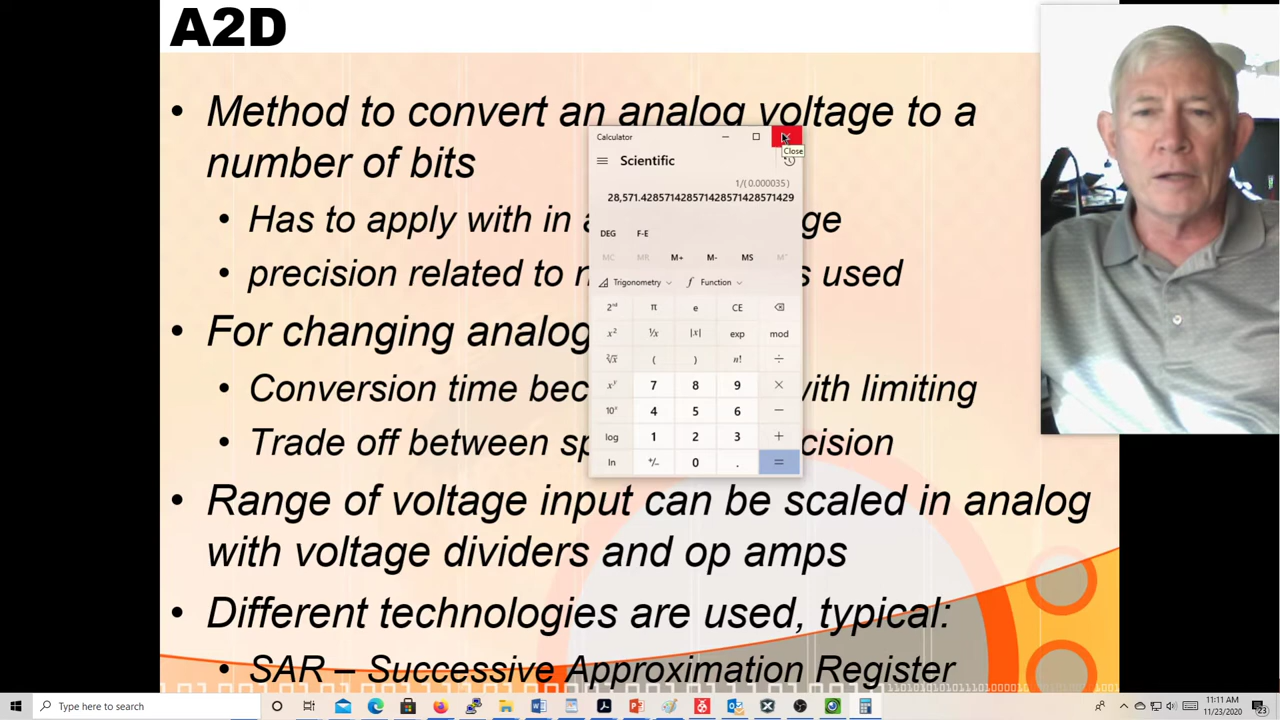 A2D
• Method to convert an analog voltage to a
number of bits
• Has to apply with in a
ge
• precision related to
s used
• For changing analog
• Conversion time bec
with limiting
• Trade off between sp
cision
• Range of voltage input can be scaled in analog
with voltage dividers and op amps
• Different technologies are used, typical:
• SAR – Successive Approximation Register
Calculator
Close
Scientific
1/(0.000035)
28,571.428571428571428571428571429
DEG F-E
MC MR M+ M- MS M˅
Trigonometry Function
2ⁿᵈ π e CE
x² ¹/x |x| exp mod
( ) n! ÷
xʸ 7 8 9 ×
10ˣ 4 5 6 −
log 1 2 3 +
ln +/− 0 . =
Type here to search
11:11 AM
11/23/2020
23